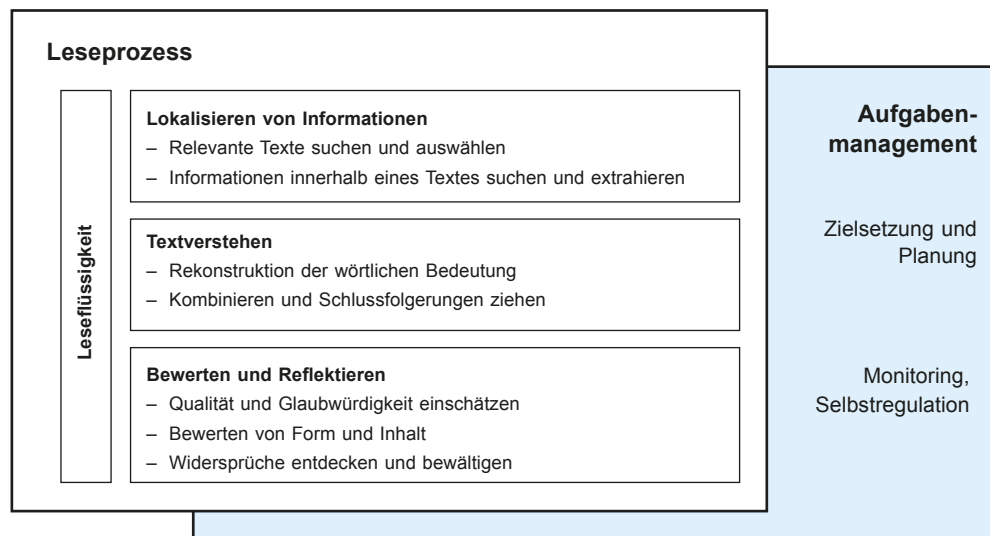 Leseprozess
Leseflüssigkeit
Lokalisieren von Informationen
– Relevante Texte suchen und auswählen
– Informationen innerhalb eines Textes suchen und extrahieren
Textverstehen
– Rekonstruktion der wörtlichen Bedeutung
– Kombinieren und Schlussfolgerungen ziehen
Bewerten und Reflektieren
– Qualität und Glaubwürdigkeit einschätzen
– Bewerten von Form und Inhalt
– Widersprüche entdecken und bewältigen
Aufgaben-
management
Zielsetzung und
Planung
Monitoring,
Selbstregulation